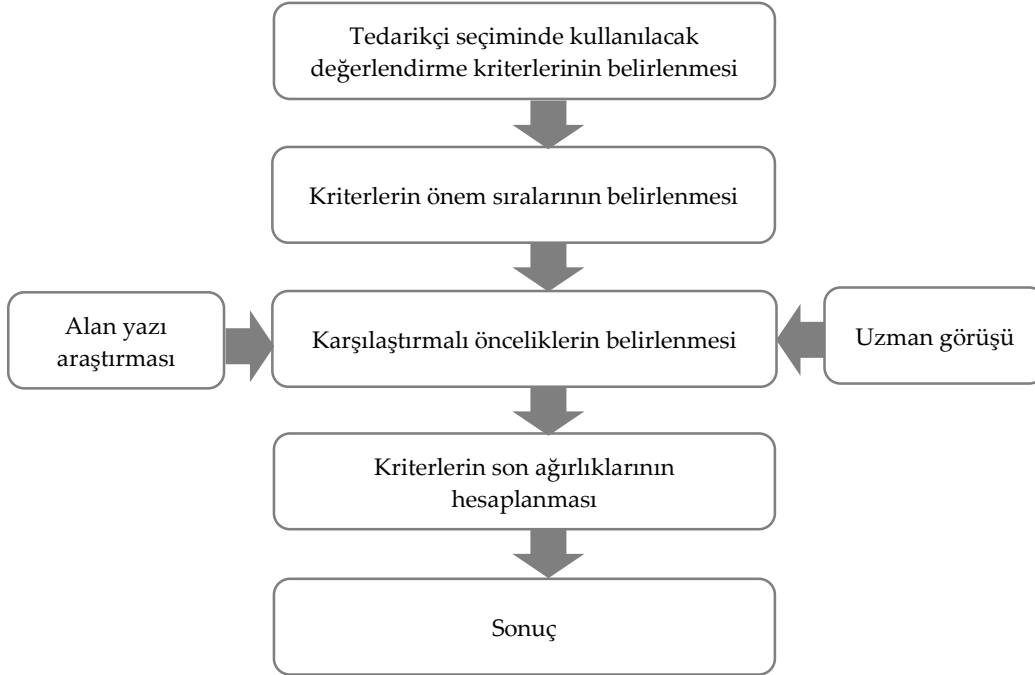 Tedarikçi seçiminde kullanılacak
değerlendirme kriterlerinin belirlenmesi
Kriterlerin önem sıralarının belirlenmesi
Alan yazı
araştırması
Karşılaştırmalı önceliklerin belirlenmesi
Uzman görüşü
Kriterlerin son ağırlıklarının
hesaplanması
Sonuç